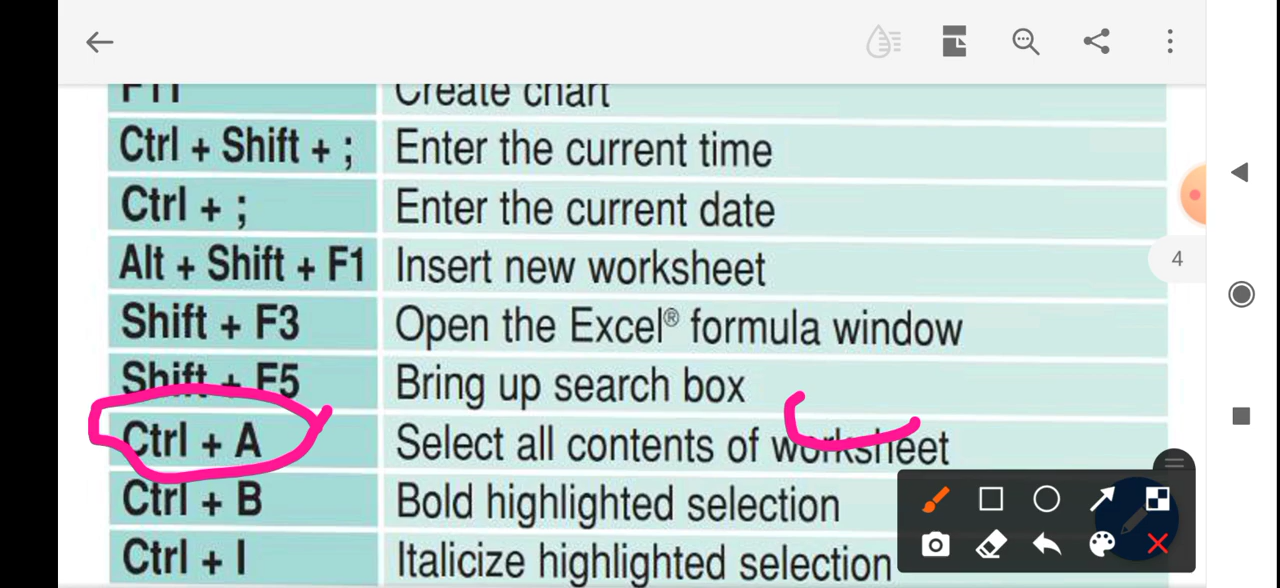 F11 Create chart
Ctrl + Shift + ; Enter the current time
Ctrl + ; Enter the current date
Alt + Shift + F1 Insert new worksheet
4
Shift + F3 Open the Excel® formula window
Shift + F5 Bring up search box
Ctrl + A Select all contents of worksheet
Ctrl + B Bold highlighted selection
Ctrl + I Italicize highlighted selection